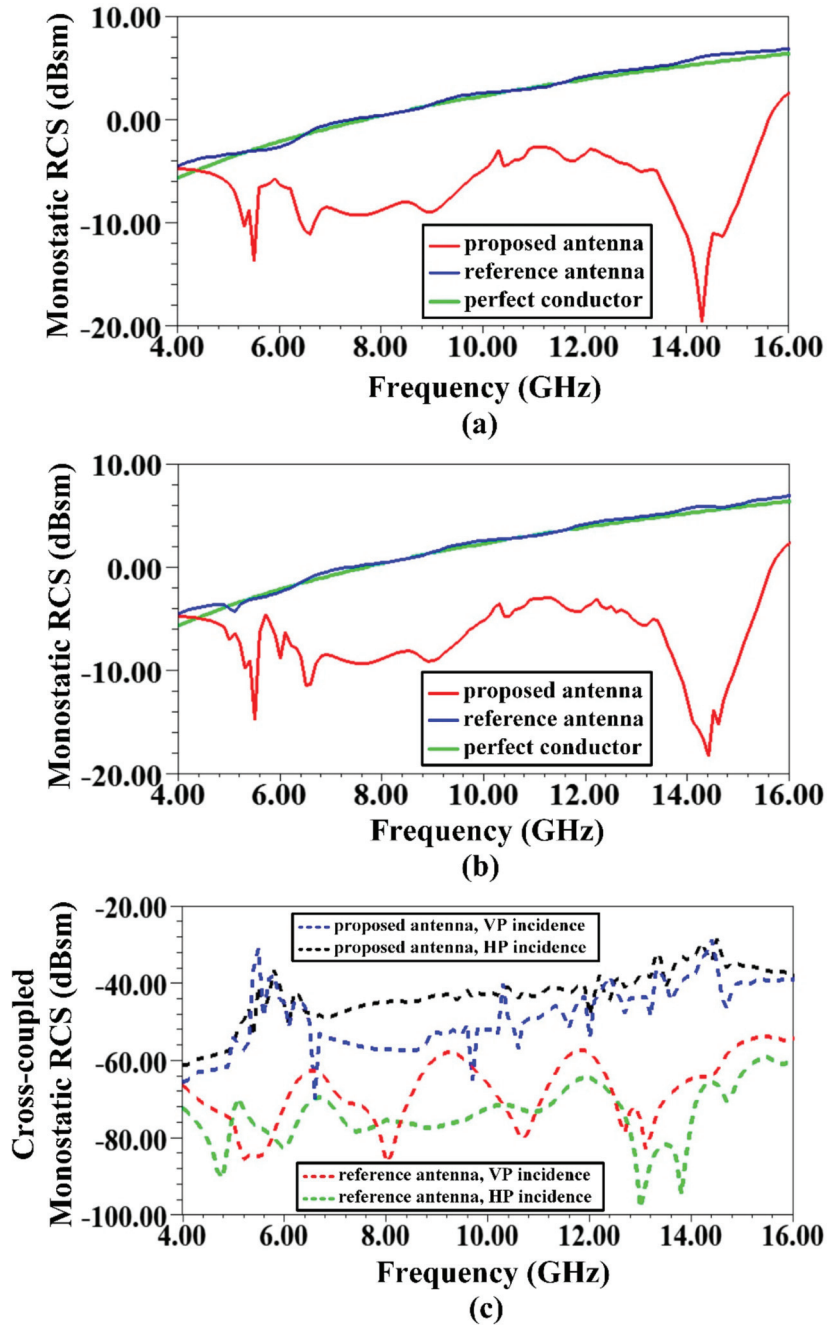 10.00
0.00
-10.00
-20.00
Monostatic RCS (dBsm)
proposed antenna
reference antenna
perfect conductor
4.00 6.00 8.00 10.00 12.00 14.00 16.00
Frequency (GHz)
(a)
10.00
0.00
-10.00
-20.00
Monostatic RCS (dBsm)
proposed antenna
reference antenna
perfect conductor
4.00 6.00 8.00 10.00 12.00 14.00 16.00
Frequency (GHz)
(b)
-20.00
-40.00
-60.00
-80.00
-100.00
Cross-coupled
Monostatic RCS (dBsm)
proposed antenna, VP incidence
proposed antenna, HP incidence
reference antenna, VP incidence
reference antenna, HP incidence
4.00 6.00 8.00 10.00 12.00 14.00 16.00
Frequency (GHz)
(c)